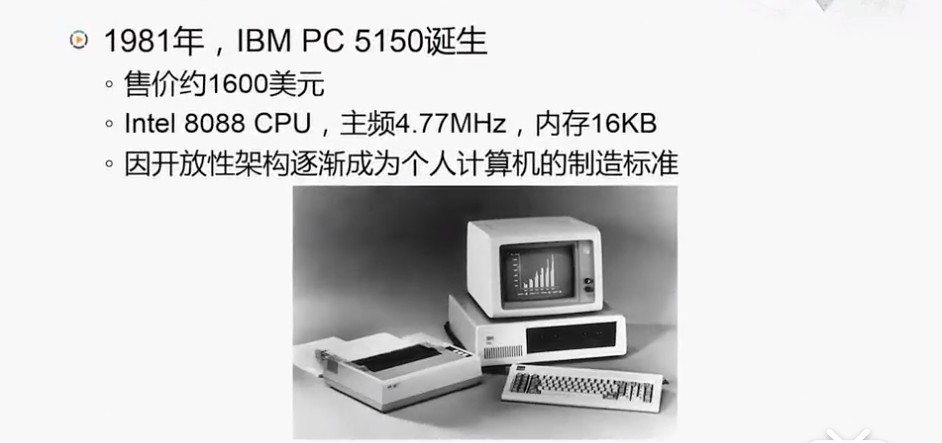 1981年，IBM PC 5150诞生
售价约1600美元
Intel 8088 CPU，主频4.77MHz，内存16KB
因开放性架构逐渐成为个人计算机的制造标准